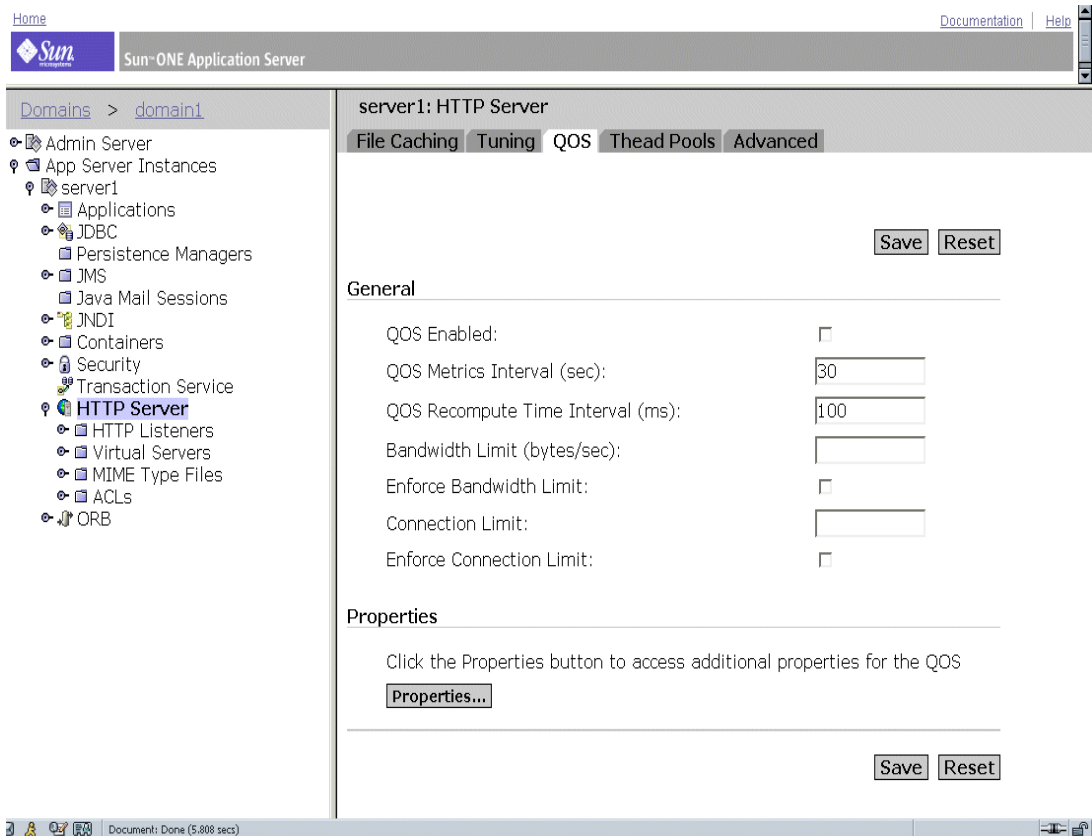 Home
Documentation | Help
Sun
microsystems
Sun™ ONE Application Server
Domains > domain1
Admin Server
App Server Instances
server1
Applications
JDBC
Persistence Managers
JMS
Java Mail Sessions
JNDI
Containers
Security
Transaction Service
HTTP Server
HTTP Listeners
Virtual Servers
MIME Type Files
ACLs
ORB
server1: HTTP Server
File Caching Tuning QOS Thead Pools Advanced
Save Reset
General
QOS Enabled:
QOS Metrics Interval (sec): 30
QOS Recompute Time Interval (ms): 100
Bandwidth Limit (bytes/sec):
Enforce Bandwidth Limit:
Connection Limit:
Enforce Connection Limit:
Properties
Click the Properties button to access additional properties for the QOS
Properties...
Save Reset
Document: Done (5.808 secs)